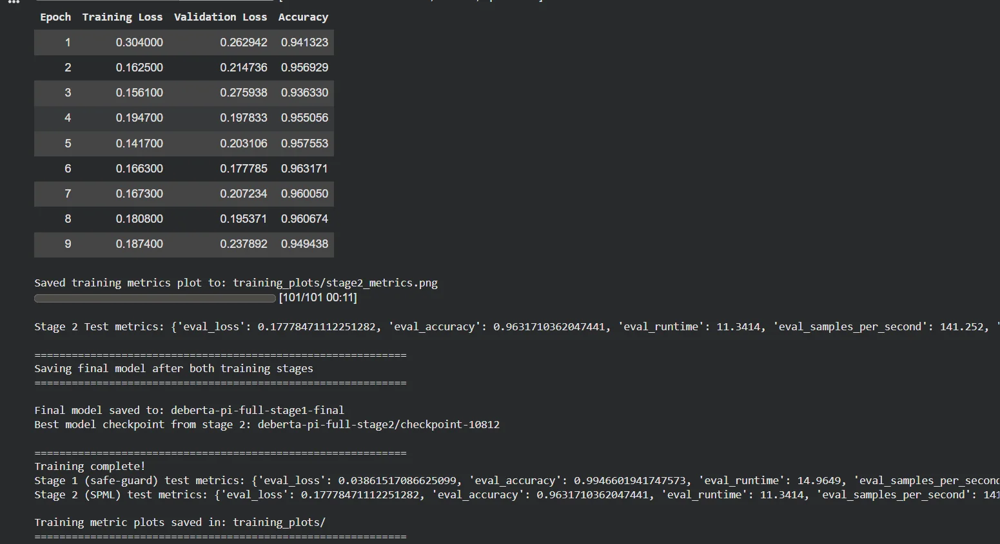 Epoch Training Loss Validation Loss Accuracy
1 0.304000 0.262942 0.941323
2 0.162500 0.214736 0.956929
3 0.156100 0.275938 0.936330
4 0.194700 0.197833 0.955056
5 0.141700 0.203106 0.957553
6 0.166300 0.177785 0.963171
7 0.167300 0.207234 0.960050
8 0.180800 0.195371 0.960674
9 0.187400 0.237892 0.949438
Saved training metrics plot to: training_plots/stage2_metrics.png
[101/101 00:11]
Stage 2 Test metrics: {'eval_loss': 0.17778471112251282, 'eval_accuracy': 0.9631710362047441, 'eval_runtime': 11.3414, 'eval_samples_per_second': 141.252, '
============================================================
Saving final model after both training stages
============================================================
Final model saved to: deberta-pi-full-stage1-final
Best model checkpoint from stage 2: deberta-pi-full-stage2/checkpoint-10812
============================================================
Training complete!
Stage 1 (safe-guard) test metrics: {'eval_loss': 0.03861517086625099, 'eval_accuracy': 0.9946601941747573, 'eval_runtime': 14.9649, 'eval_samples_per_second
Stage 2 (SPML) test metrics: {'eval_loss': 0.17778471112251282, 'eval_accuracy': 0.9631710362047441, 'eval_runtime': 11.3414, 'eval_samples_per_second': 141
Training metric plots saved in: training_plots/
============================================================